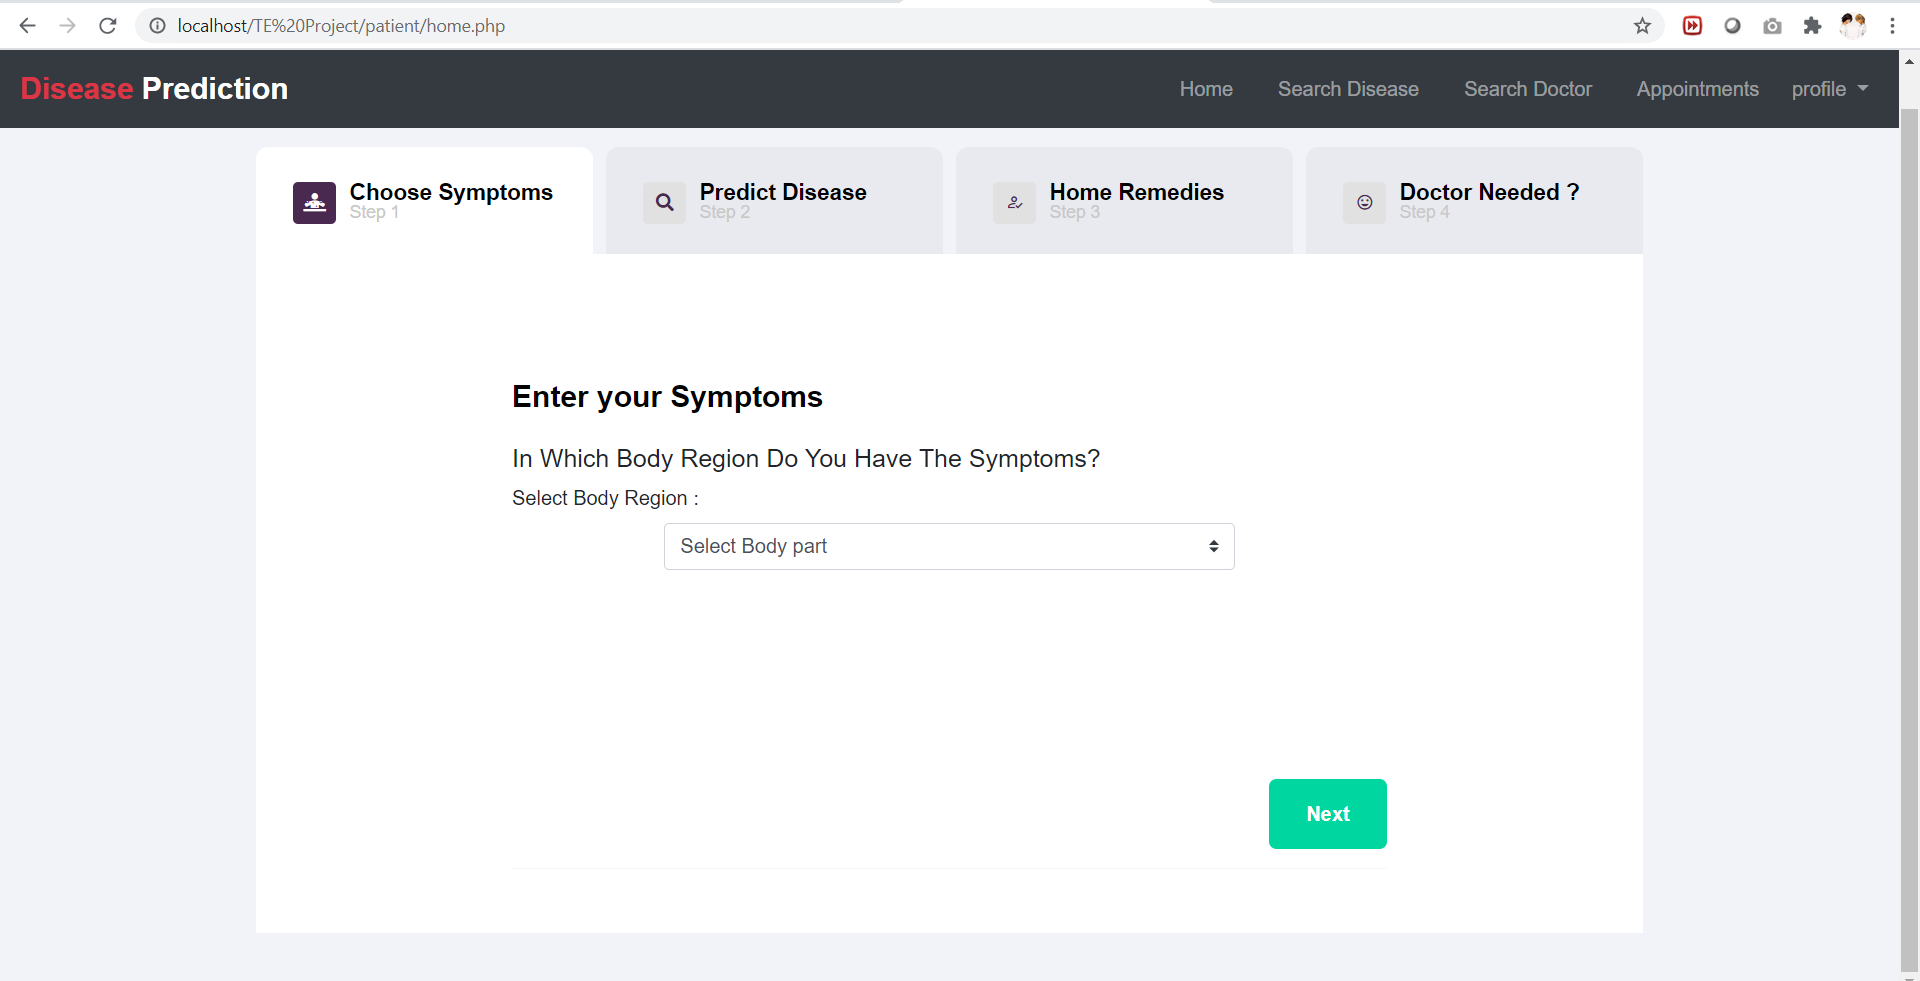 localhost/TE%20Project/patient/home.php
Disease Prediction
Home Search Disease Search Doctor Appointments profile
Choose Symptoms
Step 1
Predict Disease
Step 2
Home Remedies
Step 3
Doctor Needed ?
Step 4
Enter your Symptoms
In Which Body Region Do You Have The Symptoms?
Select Body Region :
Select Body part
Next